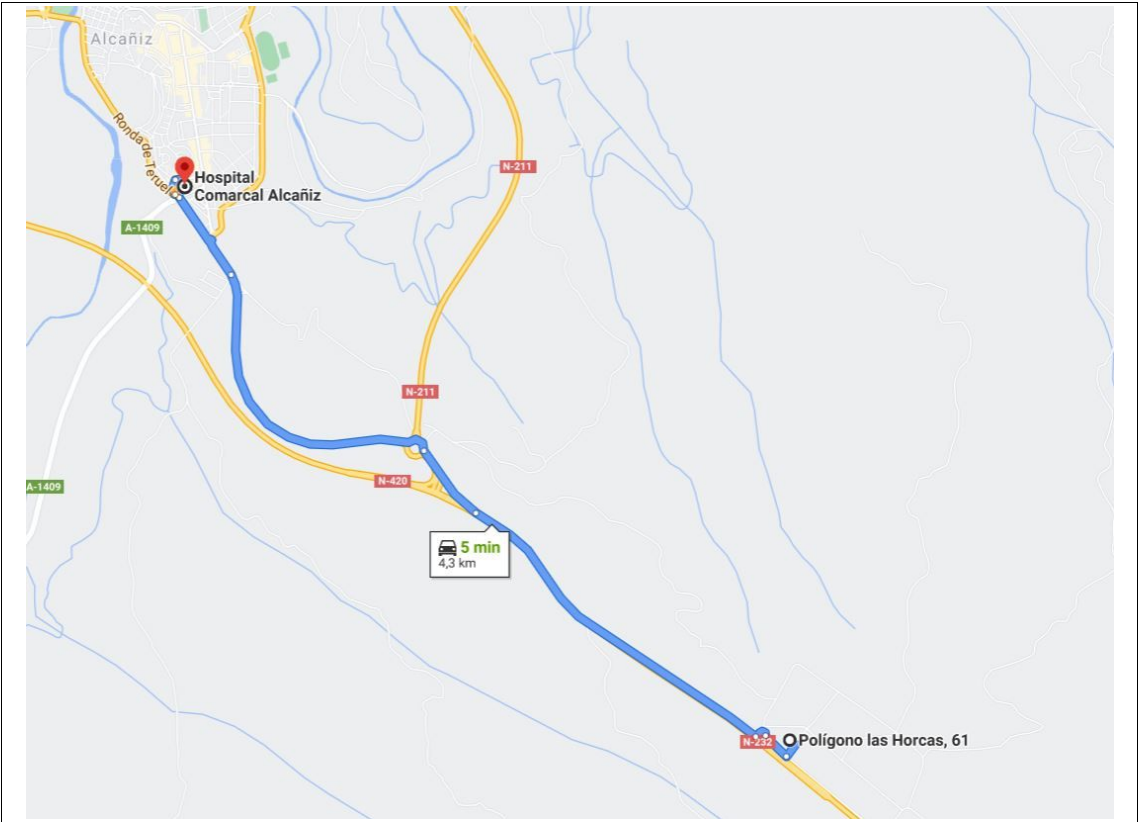 Alcañiz
Ronda de Teruel
Hospital
Comarcal Alcañiz
N-211
A-1409
N-211
N-420
A-1409
5 min
4,3 km
N-232
Polígono las Horcas, 61